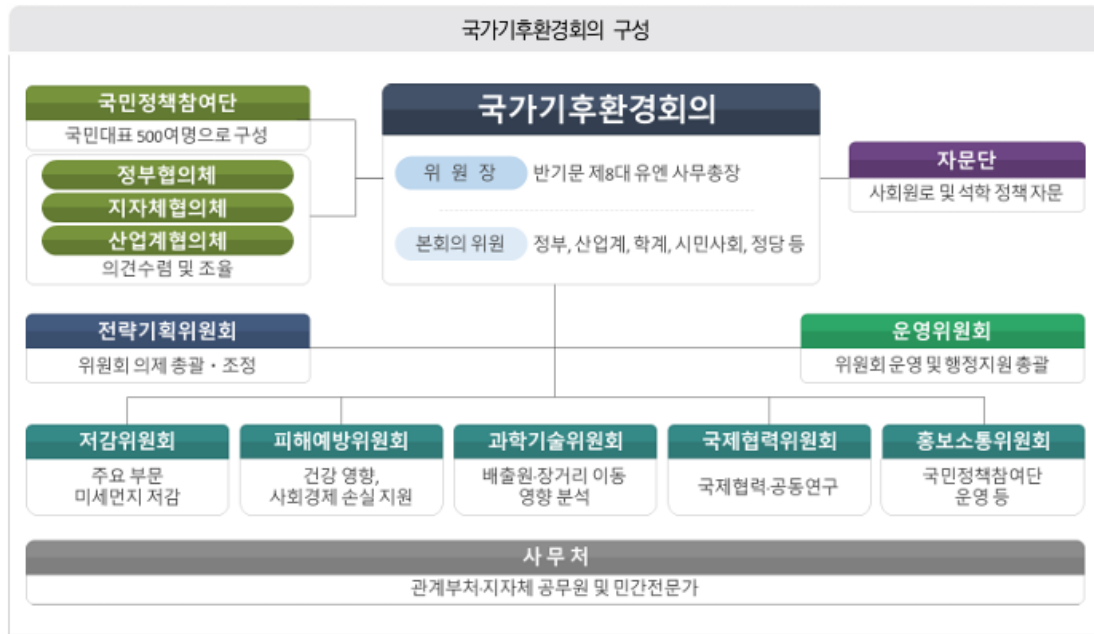 국가기후환경회의 구성
국민정책참여단
국민대표 500여명으로 구성
정부협의체
지자체협의체
산업계협의체
의견수렴 및 조율
국가기후환경회의
위 원 장 반기문 제8대 유엔 사무총장
본회의 위원 정부, 산업계, 학계, 시민사회, 정당 등
자문단
사회원로 및 석학 정책 자문
전략기획위원회
위원회 의제 총괄·조정
운영위원회
위원회 운영 및 행정지원 총괄
저감위원회
주요 부문
미세먼지 저감
피해예방위원회
건강 영향,
사회경제 손실 지원
과학기술위원회
배출원·장거리 이동
영향 분석
국제협력위원회
국제협력·공동연구
홍보소통위원회
국민정책참여단
운영 등
사 무 처
관계부처·지자체 공무원 및 민간전문가